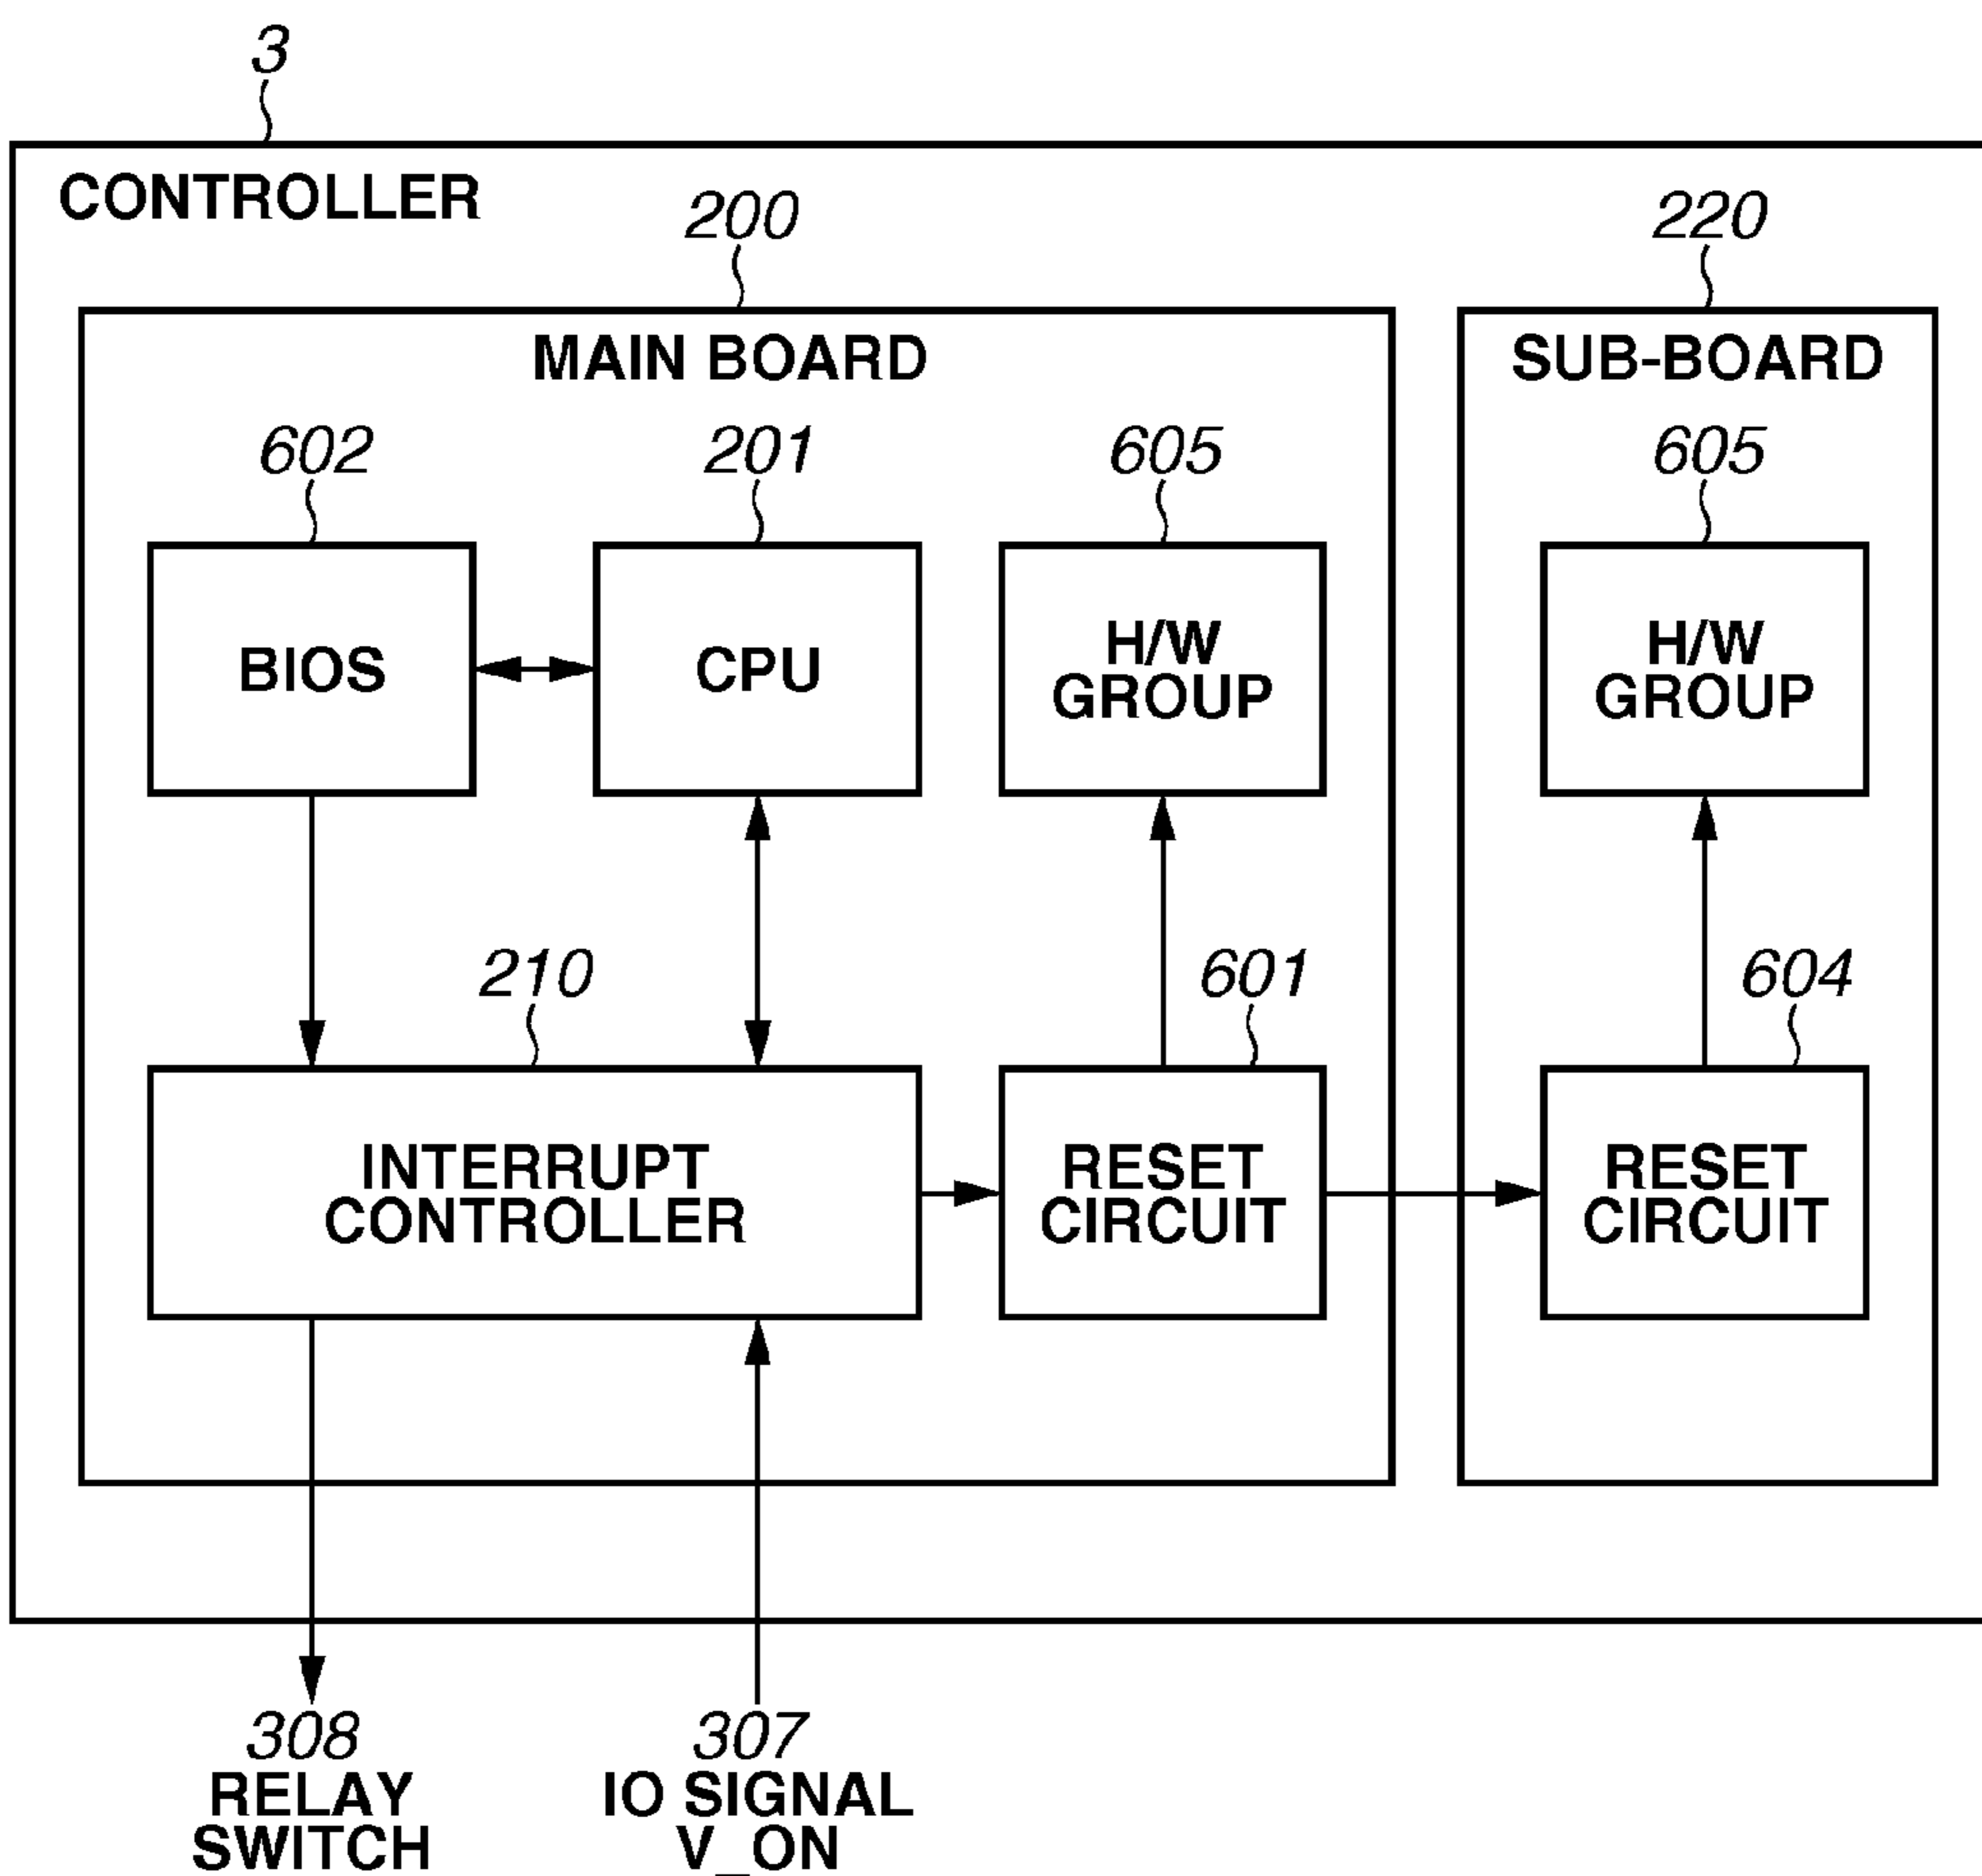 3
CONTROLLER
200
220
MAIN BOARD
SUB-BOARD
602
201
605
605
BIOS
CPU
H/W
GROUP
H/W
GROUP
210
601
604
INTERRUPT
CONTROLLER
RESET
CIRCUIT
RESET
CIRCUIT
308
RELAY
SWITCH
307
IO SIGNAL
V_ON